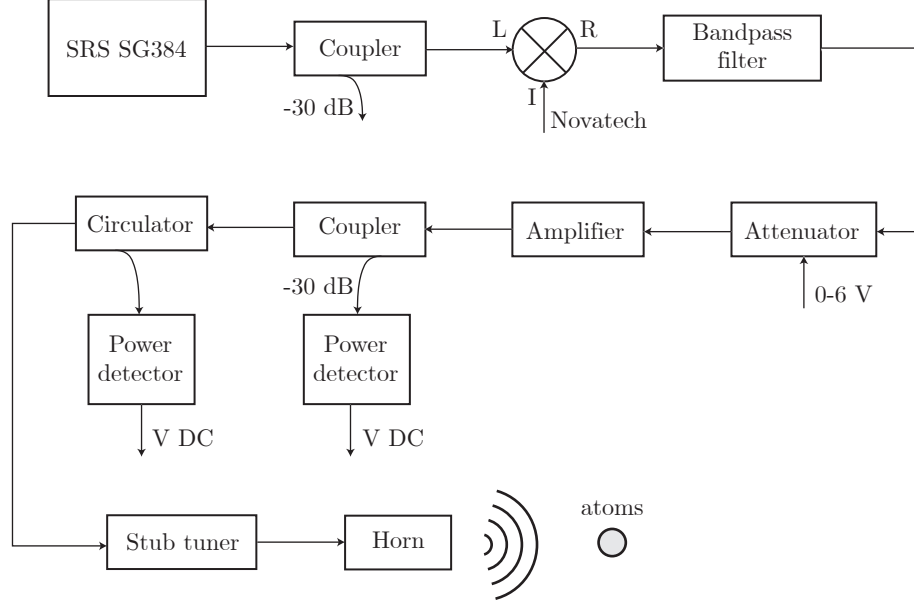 SRS SG384
Coupler
-30 dB
L
R
I
Novatech
Bandpass
filter
Circulator
Coupler
Amplifier
Attenuator
-30 dB
0-6 V
Power
detector
Power
detector
V DC
V DC
Stub tuner
Horn
atoms